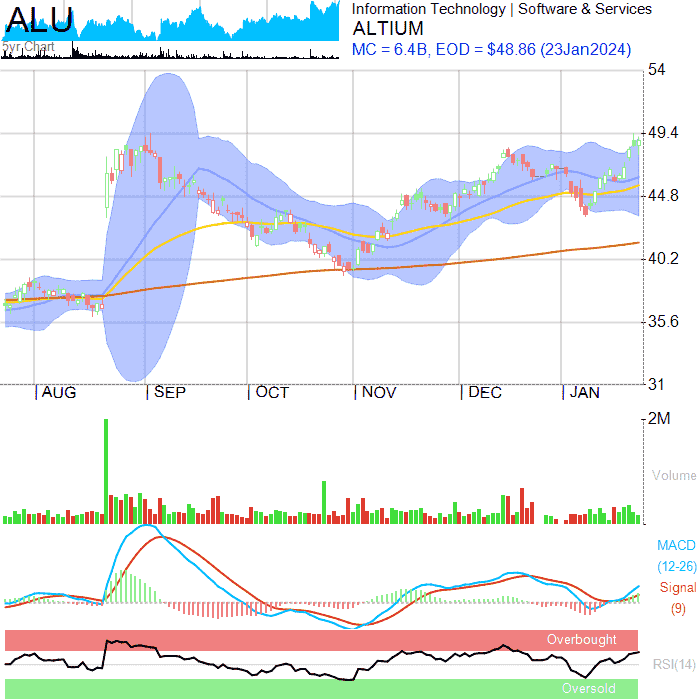 ALU
5yr Chart
Information Technology | Software & Services
ALTIUM
MC = 6.4B, EOD = $48.86 (23Jan2024)
54
49.4
44.8
40.2
35.6
31
|AUG |SEP |OCT |NOV |DEC |JAN
2M
Volume
MACD
(12-26)
Signal
(9)
Overbought
RSI(14)
Oversold